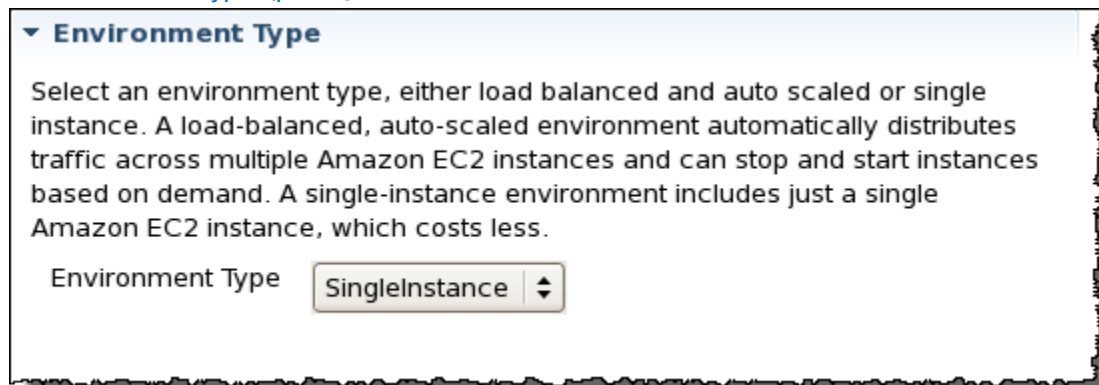 Environment Type
Select an environment type, either load balanced and auto scaled or single
instance. A load-balanced, auto-scaled environment automatically distributes
traffic across multiple Amazon EC2 instances and can stop and start instances
based on demand. A single-instance environment includes just a single
Amazon EC2 instance, which costs less.
Environment Type SingleInstance